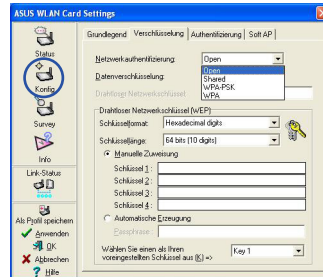 ASUS WLAN Card Settings
Status
Konfig.
Survey
Info
Link-Status
Als Profil speichern
Anwenden
OK
Abbrechen
Hilfe
Grundlegend Verschlüsselung Authentifizierung Soft AP
Netzwerkauthentifizierung: Open
Open
Shared
WPA-PSK
WPA
Datenverschlüsselung:
Drahtloser Netzwerkschlüssel:
Drahtloser Netzwerkschlüssel (WEP)
Schlüsselformat: Hexadecimal digits
Schlüssellänge: 64 bits (10 digits)
Manuelle Zuweisung
Schlüssel 1 :
Schlüssel 2 :
Schlüssel 3 :
Schlüssel 4 :
Automatische Erzeugung
Passphrase :
Wählen Sie einen als Ihren
voreingestellten Schlüssel aus (K) => Key 1